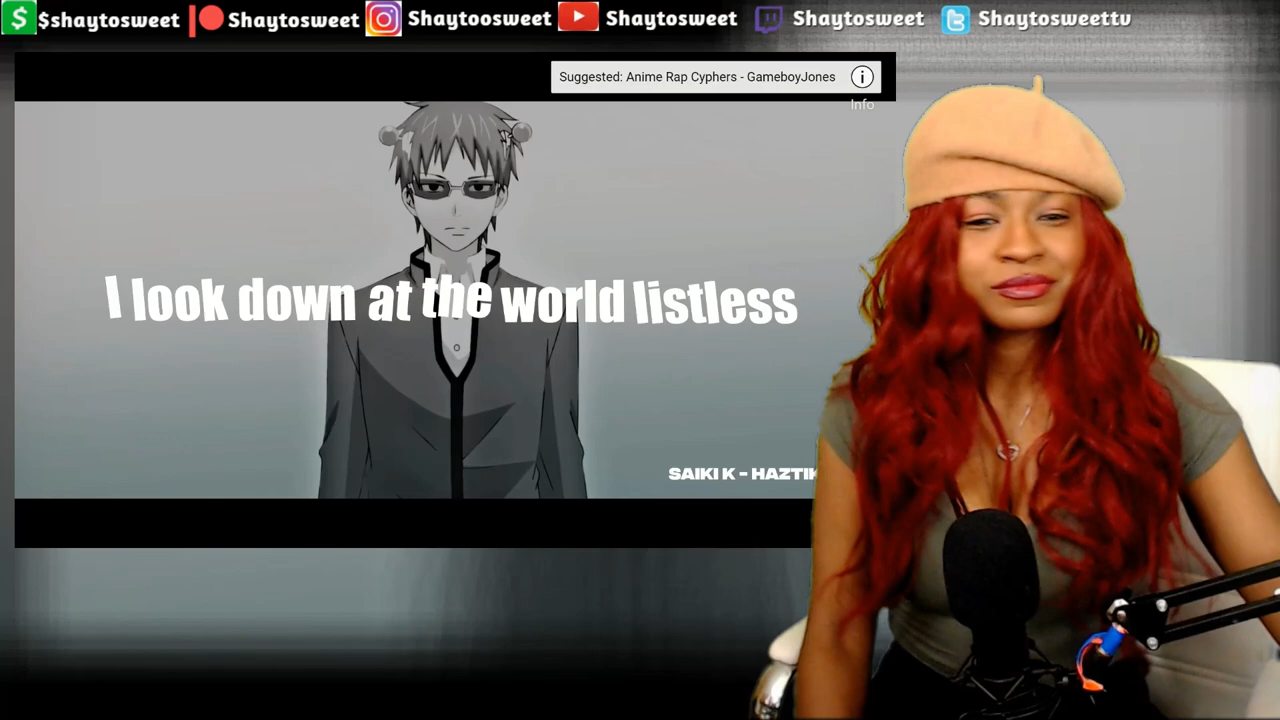 $shaytosweet Shaytosweet Shaytoosweet Shaytosweet Shaytosweet Shaytosweettv
Suggested: Anime Rap Cyphers - GameboyJones
Info
I look down at the world listless
SAIKI K - HAZTIK